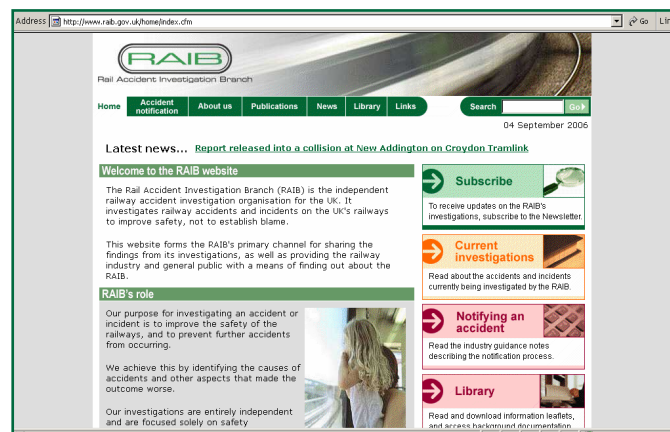 Address http://www.raib.gov.uk/home/index.cfm Go
RAIB
Rail Accident Investigation Branch
Home Accident notification About us Publications News Library Links Search Go
04 September 2006
Latest news... Report released into a collision at New Addington on Croydon Tramlink
Welcome to the RAIB website
The Rail Accident Investigation Branch (RAIB) is the independent
railway accident investigation organisation for the UK. It
investigates railway accidents and incidents on the UK's railways
to improve safety, not to establish blame.
This website forms the RAIB's primary channel for sharing the
findings from its investigations, as well as providing the railway
industry and general public with a means of finding out about the
RAIB.
RAIB's role
Our purpose for investigating an accident or
incident is to improve the safety of the
railways, and to prevent further accidents
from occurring.
We achieve this by identifying the causes of
accidents and other aspects that made the
outcome worse.
Our investigations are entirely independent
and are focused solely on safety
Subscribe
To receive updates on the RAIB's
investigations, subscribe to the Newsletter.
Current
investigations
Read about the accidents and incidents
currently being investigated by the RAIB.
Notifying an
accident
Read the industry guidance notes
describing the notification process.
Library
Read and download information leaflets,
and access background documentation